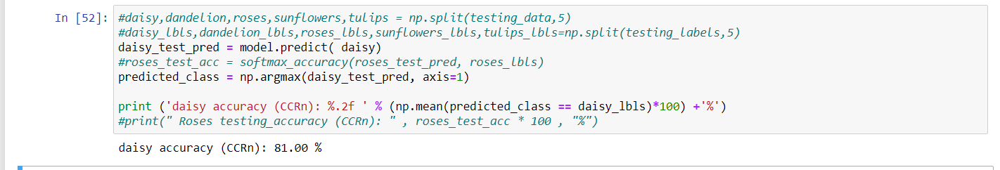 In [52]: #daisy,dandelion,roses,sunflowers,tulips = np.split(testing_data,5)
#daisy_lbls,dandelion_lbls,roses_lbls,sunflowers_lbls,tulips_lbls=np.split(testing_labels,5)
daisy_test_pred = model.predict( daisy)
#roses_test_acc = softmax_accuracy(roses_test_pred, roses_lbls)
predicted_class = np.argmax(daisy_test_pred, axis=1)
print ('daisy accuracy (CCRn): %.2f ' % (np.mean(predicted_class == daisy_lbls)*100) +'%')
#print(" Roses testing_accuracy (CCRn): " , roses_test_acc * 100 , "%")
daisy accuracy (CCRn): 81.00 %